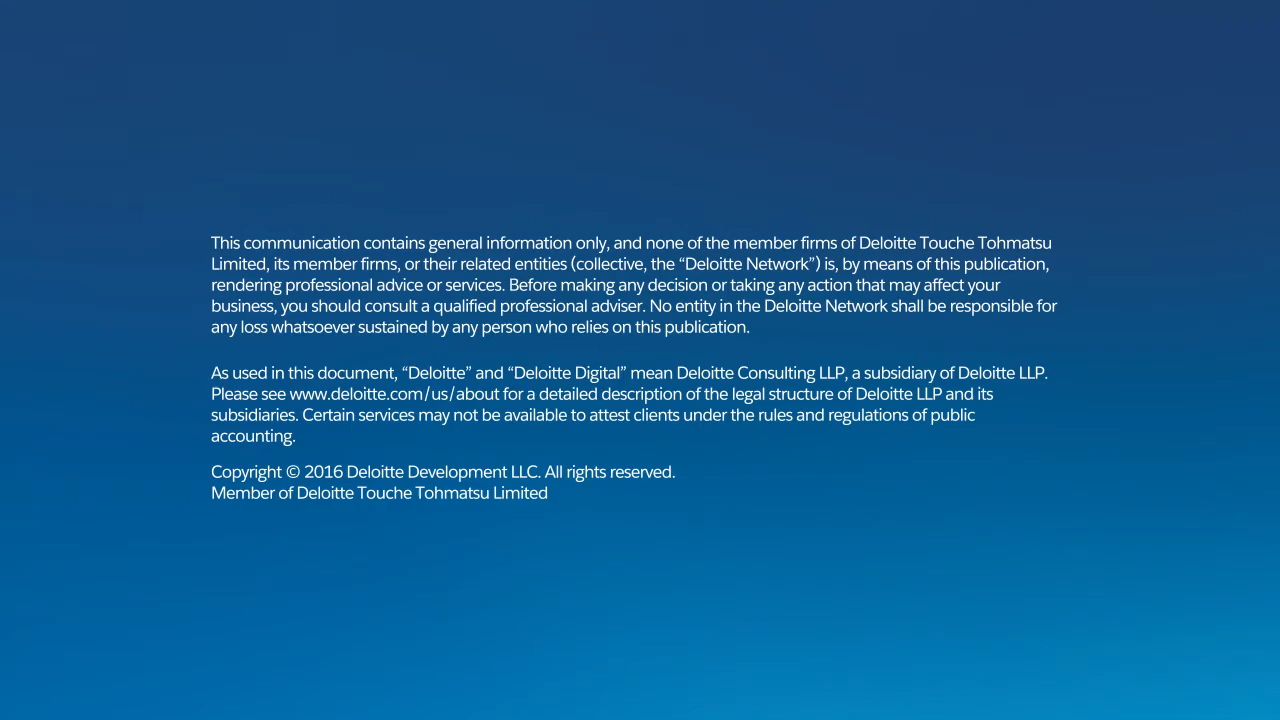 This communication contains general information only, and none of the member firms of Deloitte Touche Tohmatsu
Limited, its member firms, or their related entities (collective, the “Deloitte Network”) is, by means of this publication,
rendering professional advice or services. Before making any decision or taking any action that may affect your
business, you should consult a qualified professional adviser. No entity in the Deloitte Network shall be responsible for
any loss whatsoever sustained by any person who relies on this publication.
As used in this document, “Deloitte” and “Deloitte Digital” mean Deloitte Consulting LLP, a subsidiary of Deloitte LLP.
Please see www.deloitte.com/us/about for a detailed description of the legal structure of Deloitte LLP and its
subsidiaries. Certain services may not be available to attest clients under the rules and regulations of public
accounting.
Copyright © 2016 Deloitte Development LLC. All rights reserved.
Member of Deloitte Touche Tohmatsu Limited